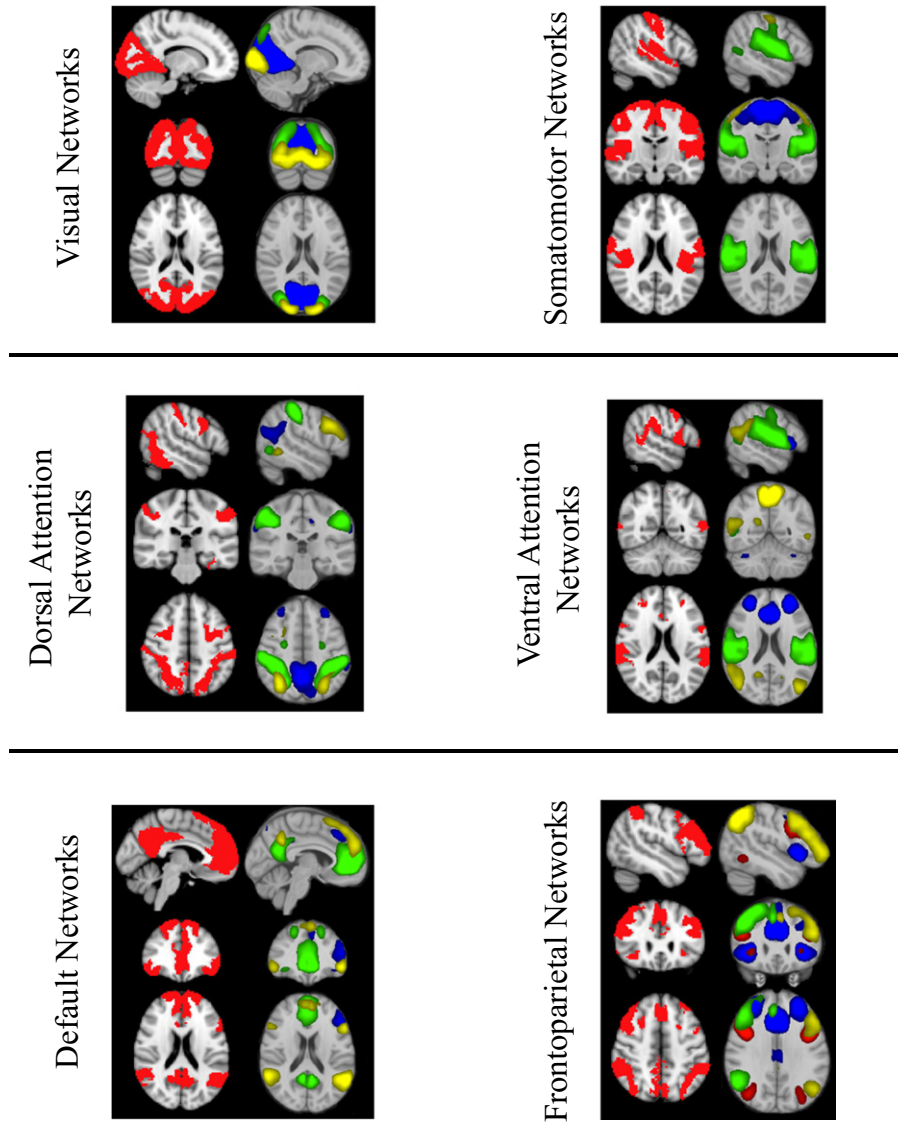 Visual Networks
Somatomotor Networks
Dorsal Attention
Networks
Ventral Attention
Networks
Default Networks
Frontoparietal Networks